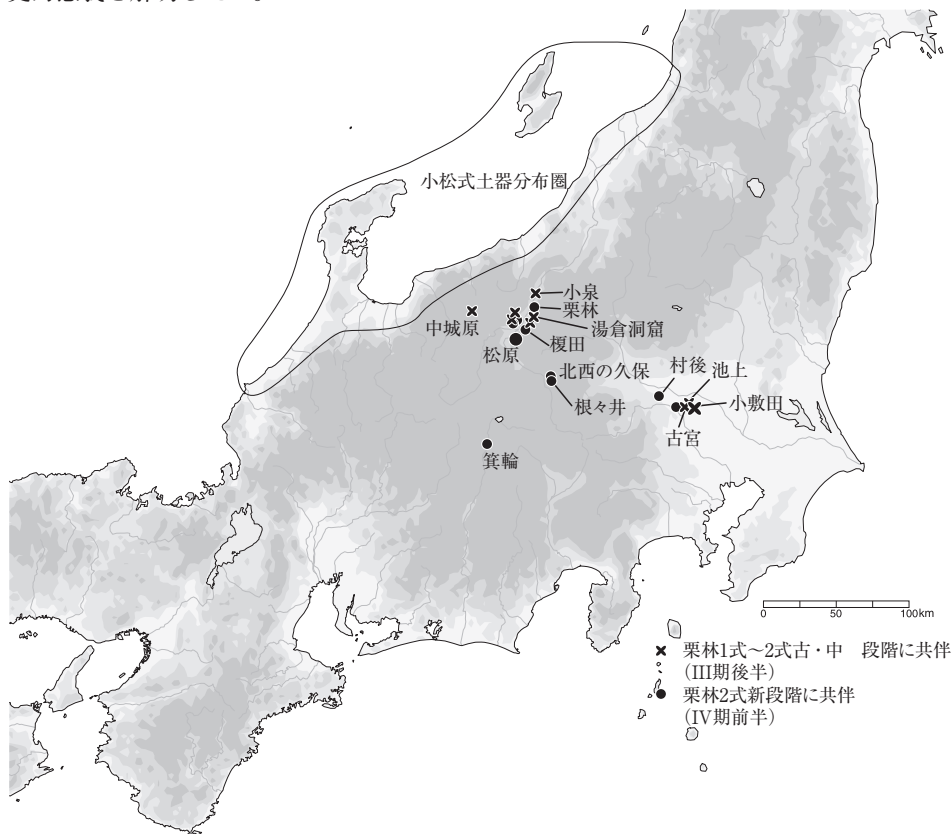 小松式土器分布圏
小泉
栗林
中城原
湯倉洞窟
榎田
松原
北西の久保
村後
池上
根々井
小敷田
古宮
箕輪
0 50 100km
栗林1式～2式古・中 段階に共伴
(III期後半)
栗林2式新段階に共伴
(IV期前半)